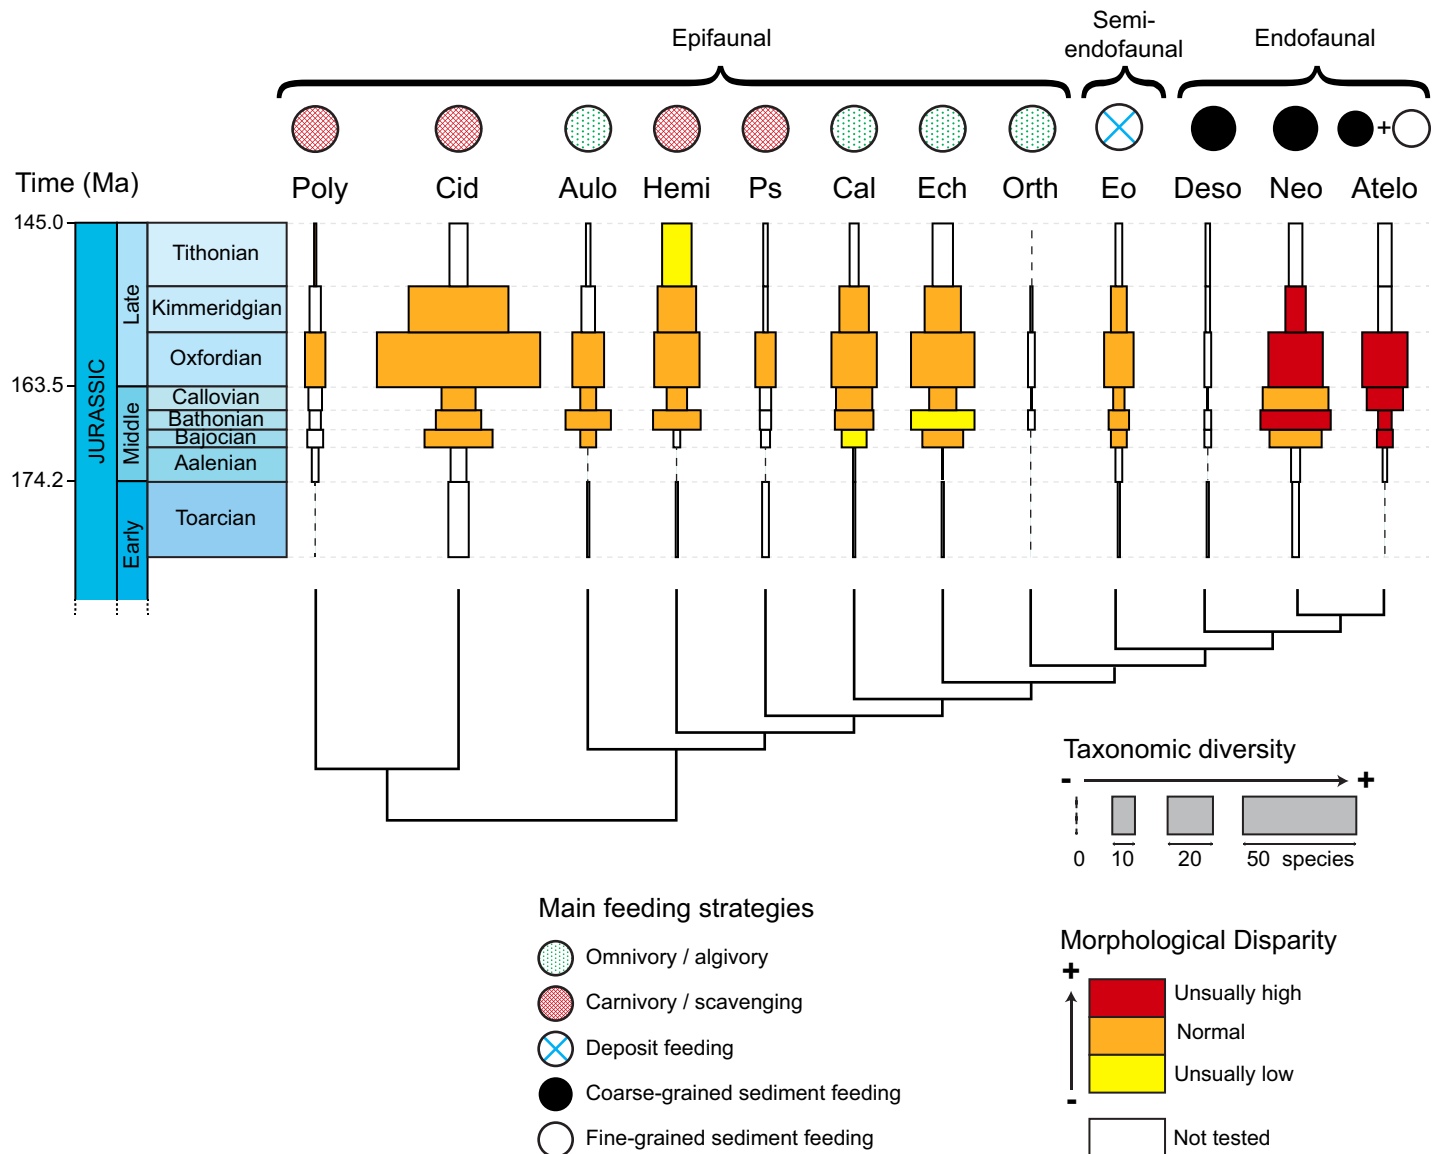 Epifaunal
Semi-
endofaunal
Endofaunal
+
Time (Ma)
Poly Cid Aulo Hemi Ps Cal Ech Orth Eo Deso Neo Atelo
145.0
163.5
174.2
JURASSIC
Late
Middle
Early
Tithonian
Kimmeridgian
Oxfordian
Callovian
Bathonian
Bajocian
Aalenian
Toarcian
Taxonomic diversity
- +
0 10 20 50 species
Main feeding strategies
Omnivory / algivory
Carnivory / scavenging
Deposit feeding
Coarse-grained sediment feeding
Fine-grained sediment feeding
Morphological Disparity
+
Unsually high
Normal
Unsually low
-
Not tested